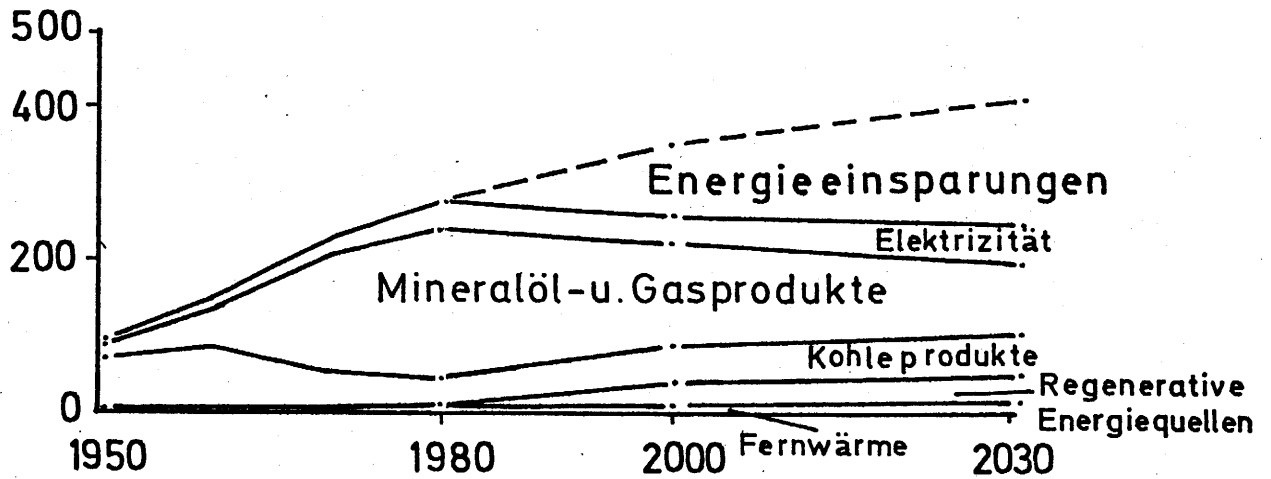 500
400
Energieeinsparungen
Elektrizität
200
Mineralöl-u.Gasprodukte
Kohleprodukte
Regenerative
0
Energiequellen
Fernwärme
1950 1980 2000 2030